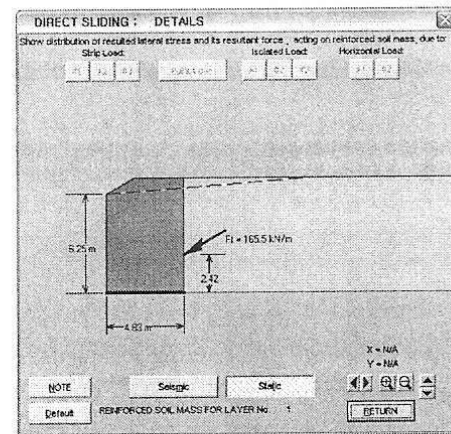 DIRECT SLIDING : DETAILS
Show distribution of resulted lateral stress and its resultant force, acting on reinforced soil mass, due to:
Strip Load: Isolated Load: Horizontal Load:
6.25 m
Ft = 165.5 kN/m
2.42
4.83 m
X = N/A
Y = N/A
NOTE Seismic Static
Default REINFORCED SOIL MASS FOR LAYER No. 1 RETURN